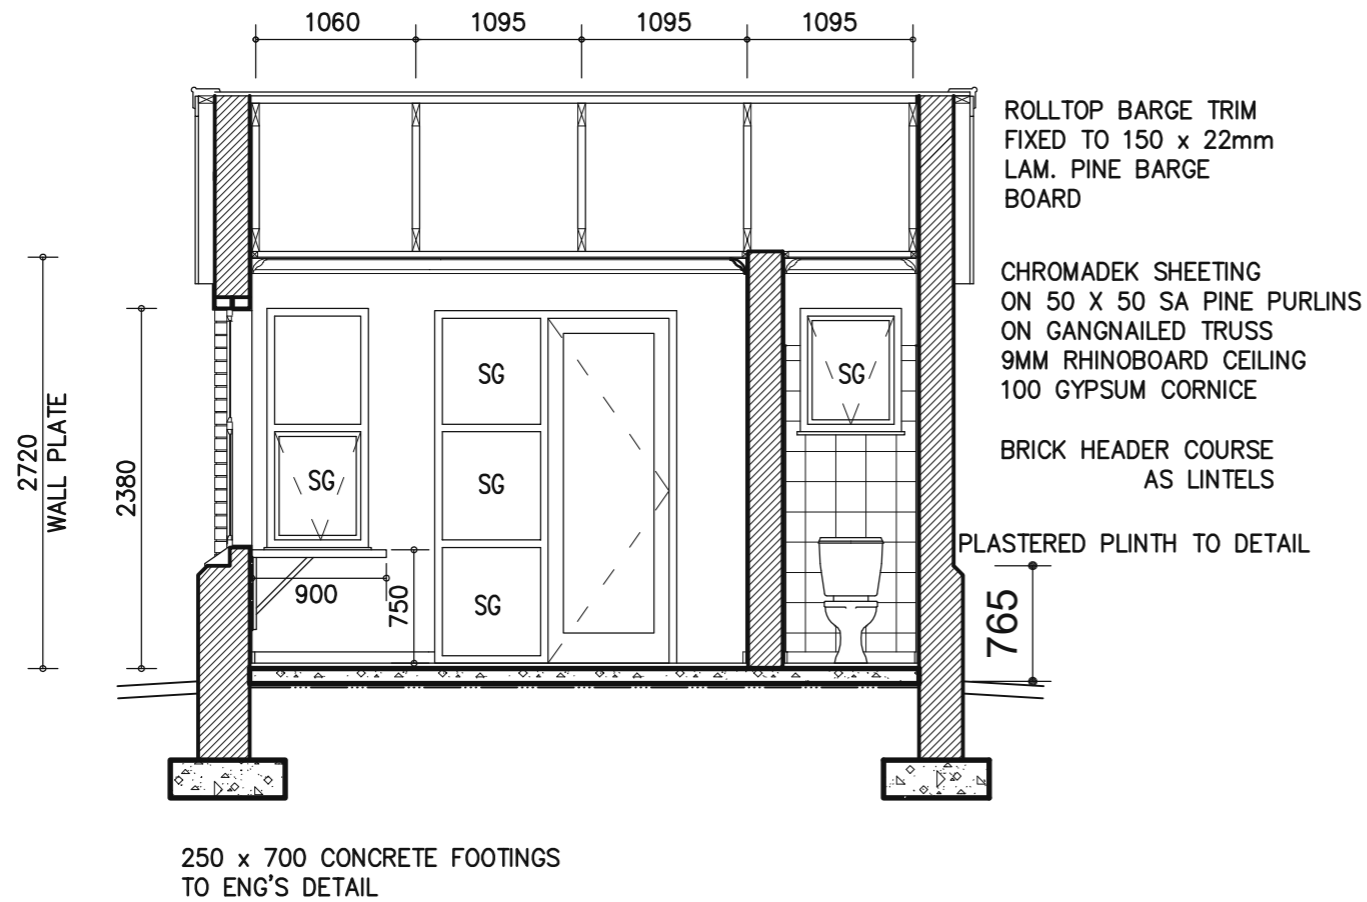 1060 1095 1095 1095
ROLLTOP BARGE TRIM
FIXED TO 150 x 22mm
LAM. PINE BARGE
BOARD
CHROMADEK SHEETING
ON 50 X 50 SA PINE PURLINS
ON GANGNAILED TRUSS
9MM RHINOBOARD CEILING
100 GYPSUM CORNICE
BRICK HEADER COURSE
AS LINTELS
PLASTERED PLINTH TO DETAIL
765
2720
WALL PLATE
2380
SG
SG
SG
SG
SG
900
750
250 x 700 CONCRETE FOOTINGS
TO ENG'S DETAIL